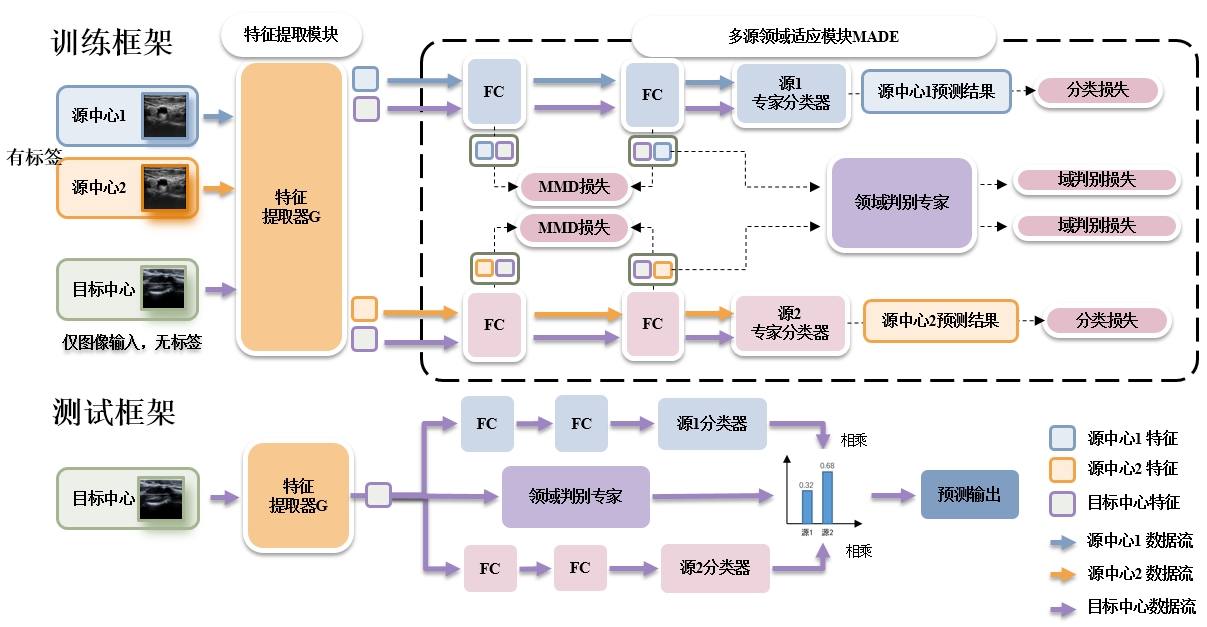 训练框架
特征提取模块
多源领域适应模块MADE
有标签
源中心1
源中心2
目标中心
仅图像输入，无标签
特征
提取器G
FC
FC
源1
专家分类器
源中心1预测结果
分类损失
MMD损失
MMD损失
领域判别专家
域判别损失
域判别损失
FC
FC
源2
专家分类器
源中心2预测结果
分类损失
测试框架
目标中心
特征
提取器G
FC
FC
源1分类器
相乘
领域判别专家
0.32
0.68
源1
源2
预测输出
FC
FC
源2分类器
相乘
源中心1 特征
源中心2 特征
目标中心特征
源中心1 数据流
源中心2 数据流
目标中心数据流